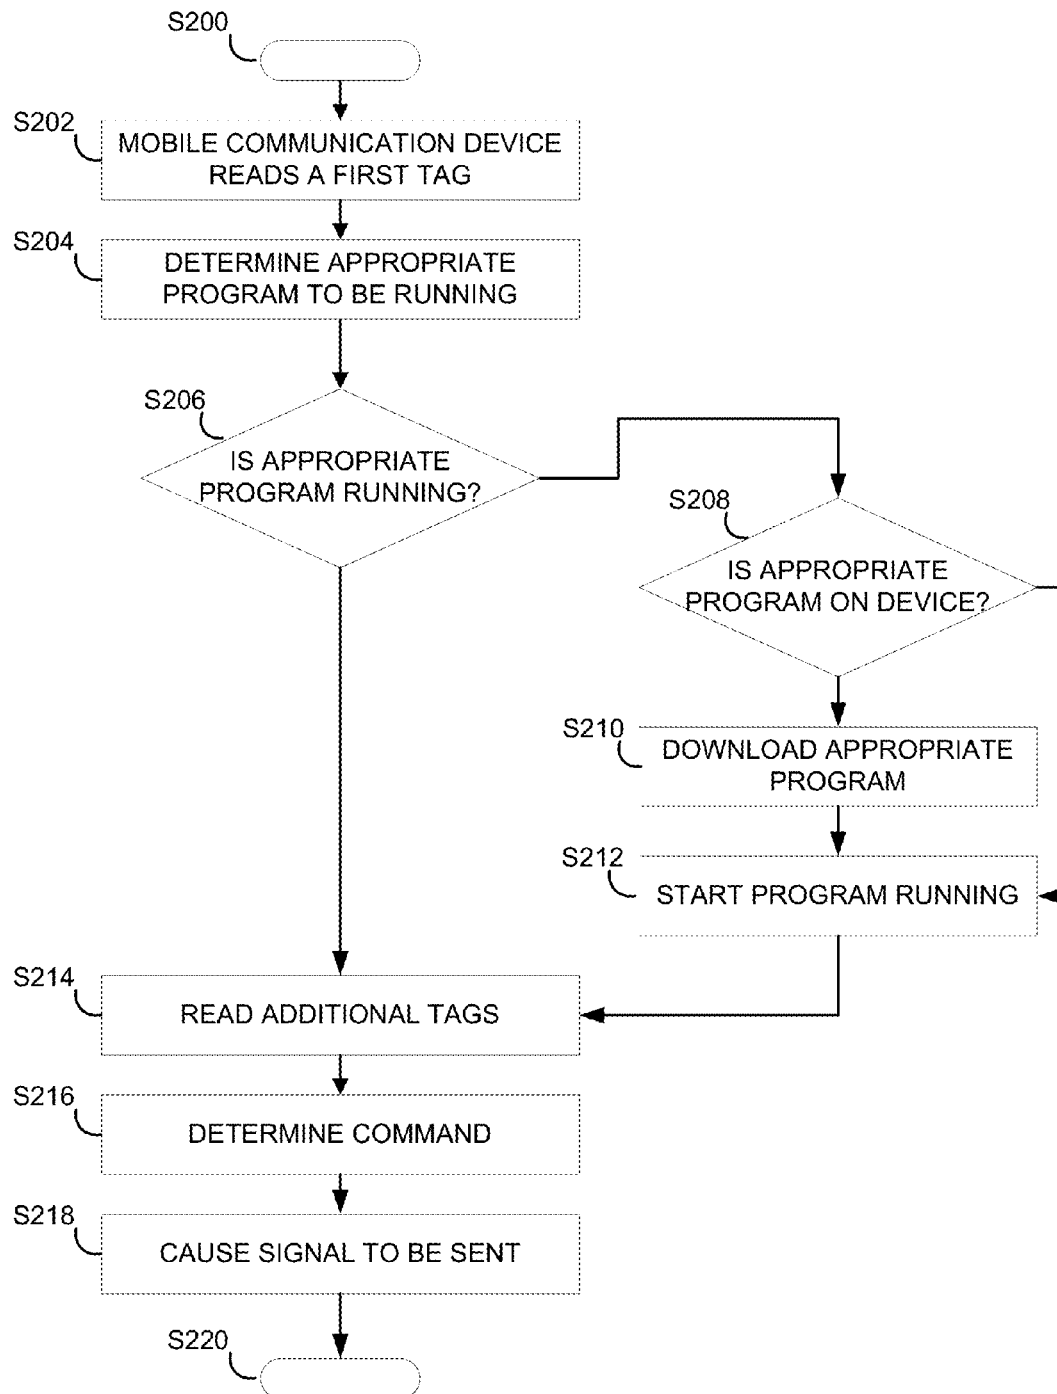 S200
S202
MOBILE COMMUNICATION DEVICE
READS A FIRST TAG
S204
DETERMINE APPROPRIATE
PROGRAM TO BE RUNNING
S206
IS APPROPRIATE
PROGRAM RUNNING?
S208
IS APPROPRIATE
PROGRAM ON DEVICE?
S210
DOWNLOAD APPROPRIATE
PROGRAM
S212
START PROGRAM RUNNING
S214
READ ADDITIONAL TAGS
S216
DETERMINE COMMAND
S218
CAUSE SIGNAL TO BE SENT
S220